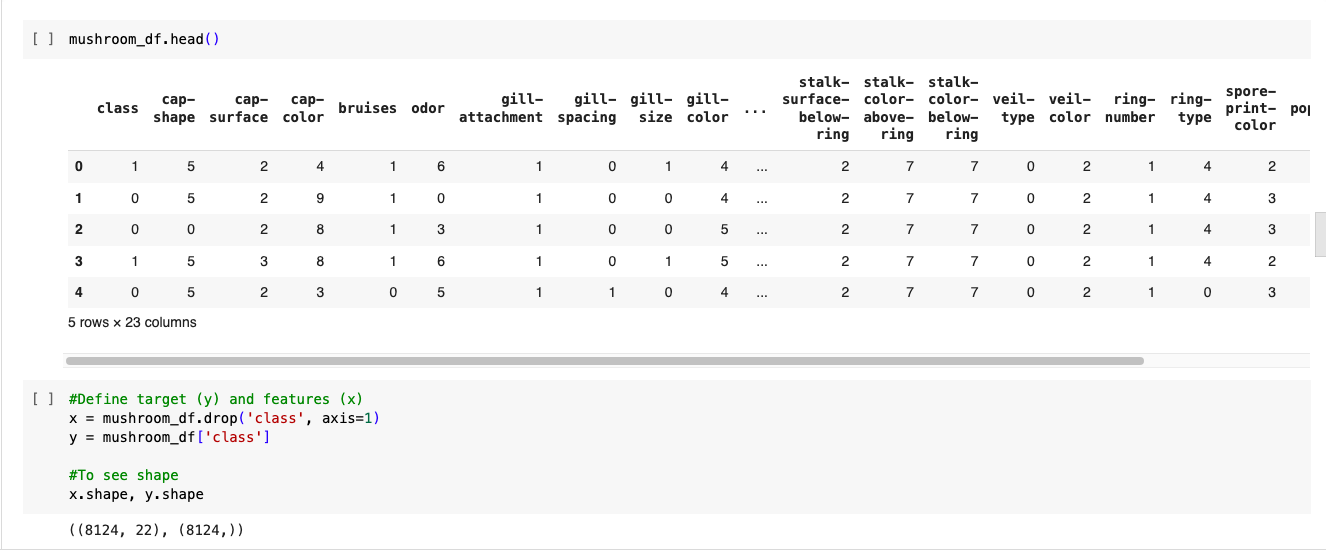 [ ] mushroom_df.head()
class cap-shape cap-surface cap-color bruises odor gill-attachment gill-spacing gill-size gill-color ... stalk-surface-below-ring stalk-color-above-ring stalk-color-below-ring veil-type veil-color ring-number ring-type spore-print-color pop
0 1 5 2 4 1 6 1 0 1 4 ... 2 7 7 0 2 1 4 2
1 0 5 2 9 1 0 1 0 0 4 ... 2 7 7 0 2 1 4 3
2 0 0 2 8 1 3 1 0 0 5 ... 2 7 7 0 2 1 4 3
3 1 5 3 8 1 6 1 0 1 5 ... 2 7 7 0 2 1 4 2
4 0 5 2 3 0 5 1 1 0 4 ... 2 7 7 0 2 1 0 3
5 rows × 23 columns
[ ] #Define target (y) and features (x)
x = mushroom_df.drop('class', axis=1)
y = mushroom_df['class']
#To see shape
x.shape, y.shape
((8124, 22), (8124,))